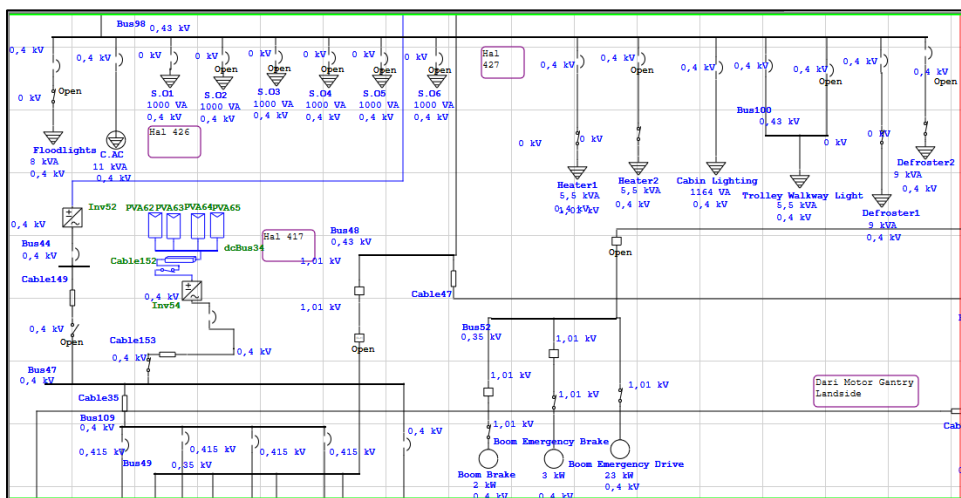 Bus98
0,43 kV
0,4 kV
0,4 kV
0 kV
0 kV
0 kV
0 kV
0 kV
0 kV
Hal
427
0,4 kV
0,4 kV
0,4 kV
0,4 kV
0,4 kV
0,4 kV
0,4 kV
Open
Open
Open
Open
Open
Open
Open
Open
Open
0 kV
S.O1
1000 VA
0,4 kV
S.O2
1000 VA
0,4 kV
S.O3
1000 VA
0,4 kV
S.O4
1000 VA
0,4 kV
S.O5
1000 VA
0,4 kV
S.O6
1000 VA
0,4 kV
Bus100
0,43 kV
Hal 426
Floodlights
8 kVA
0,4 kV
C.AC
11 kVA
0,4 kV
0 kV
0 kV
0 kV
0 kV
0 kV
Heater1
5,5 kVA
0,4 kV
1,01 kV
Heater2
5,5 kVA
0,4 kV
Cabin Lighting
1164 VA
0,4 kV
Trolley Walkway Light
5,5 kVA
0,4 kV
Defroster2
9 kVA
0,4 kV
Defroster1
9 kVA
0,4 kV
Inv52
0,4 kV
PVA62
PVA63
PVA64
PVA65
Hal 417
Bus48
0,43 kV
dcBus34
Bus44
0,4 kV
Cable152
1,01 kV
Open
Cable149
0,4 kV
Inv54
Cable47
1,01 kV
0,4 kV
Open
Cable153
0,4 kV
0,4 kV
Open
Bus52
0,35 kV
1,01 kV
Bus47
0,4 kV
1,01 kV
1,01 kV
1,01 kV
Dari Motor Gantry
Landside
Cable35
Bus109
0,4 kV
0,415 kV
0,415 kV
0,415 kV
0,415 kV
0,4 kV
1,01 kV
Bus49
0,35 kV
Boom Emergency Brake
Boom Brake
2 kW
0,4 kV
3 kW
0,4 kV
Boom Emergency Drive
23 kW
0,4 kV
Cab